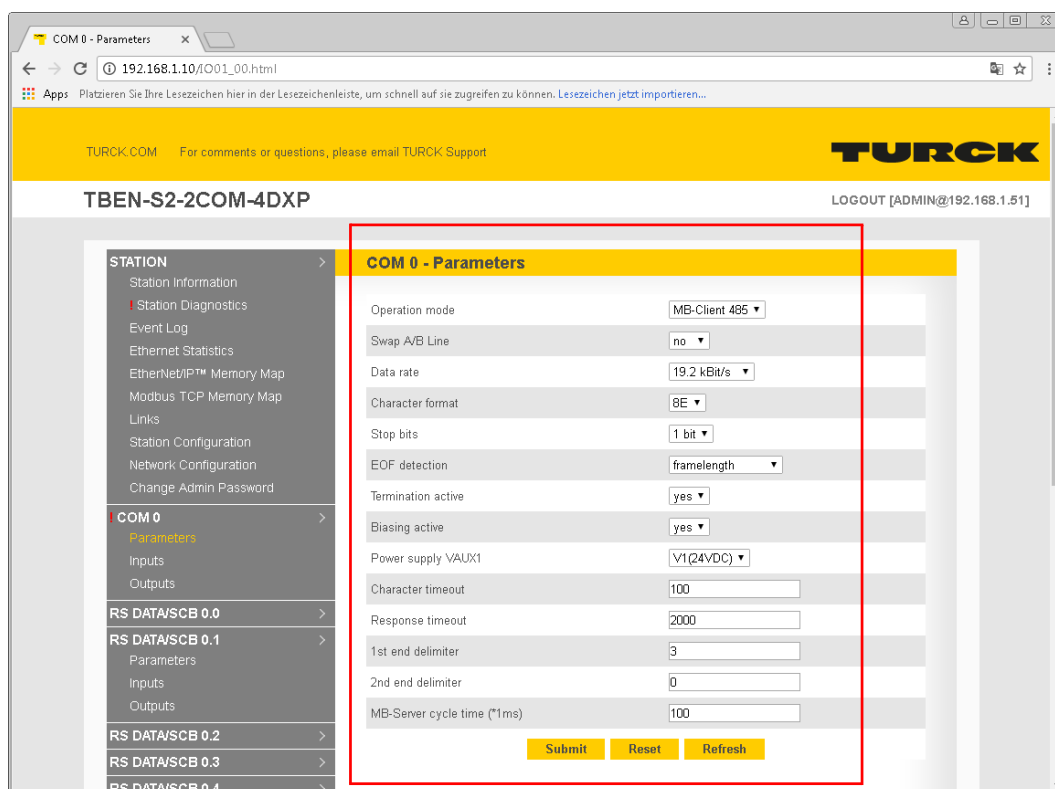 COM 0 - Parameters
192.168.1.10/IO01_00.html
Apps Platzieren Sie Ihre Lesezeichen hier in der Lesezeichenleiste, um schnell auf sie zugreifen zu können. Lesezeichen jetzt importieren...
TURCK.COM For comments or questions, please email TURCK Support
TURCK
TBEN-S2-2COM-4DXP
LOGOUT [ADMIN@192.168.1.51]
STATION
Station Information
! Station Diagnostics
Event Log
Ethernet Statistics
EtherNet/IP™ Memory Map
Modbus TCP Memory Map
Links
Station Configuration
Network Configuration
Change Admin Password
! COM 0
Parameters
Inputs
Outputs
RS DATA/SCB 0.0
RS DATA/SCB 0.1
Parameters
Inputs
Outputs
RS DATA/SCB 0.2
RS DATA/SCB 0.3
RS DATA/SCB 0.4
COM 0 - Parameters
Operation mode MB-Client 485
Swap A/B Line no
Data rate 19.2 kBit/s
Character format 8E
Stop bits 1 bit
EOF detection framelength
Termination active yes
Biasing active yes
Power supply VAUX1 V1(24VDC)
Character timeout 100
Response timeout 2000
1st end delimiter 3
2nd end delimiter 0
MB-Server cycle time (*1ms) 100
Submit Reset Refresh